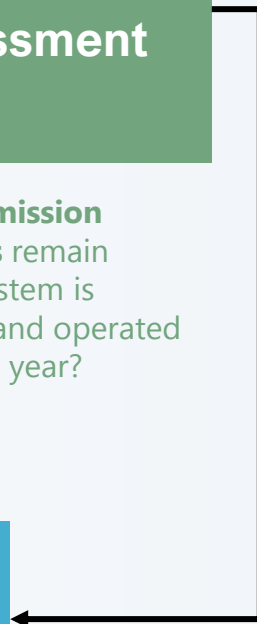 ssment
mission
s remain
stem is
and operated
year?